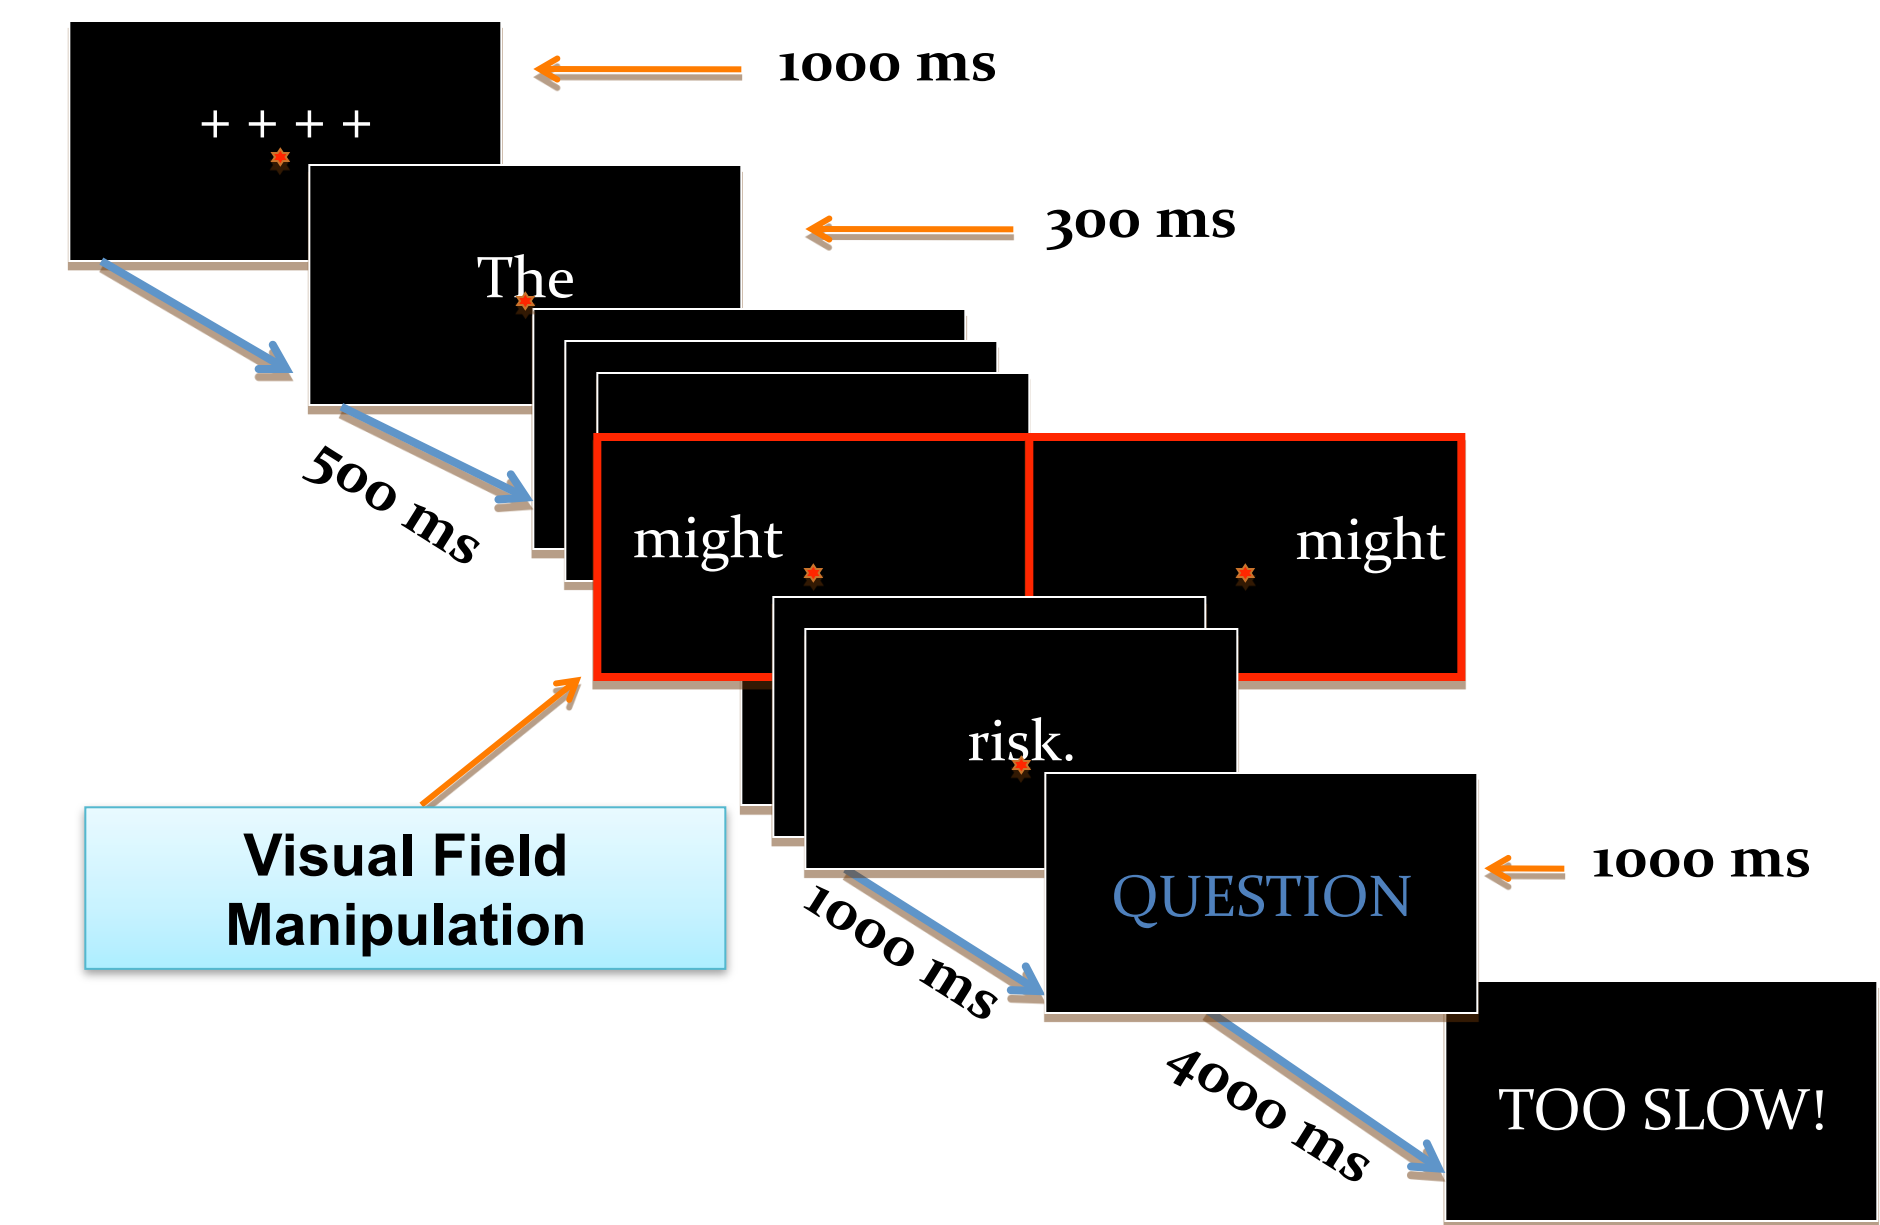 1000 ms
+ + + +
300 ms
The
500 ms
might
might
risk.
Visual Field
Manipulation
1000 ms
QUESTION
1000 ms
4000 ms
TOO SLOW!